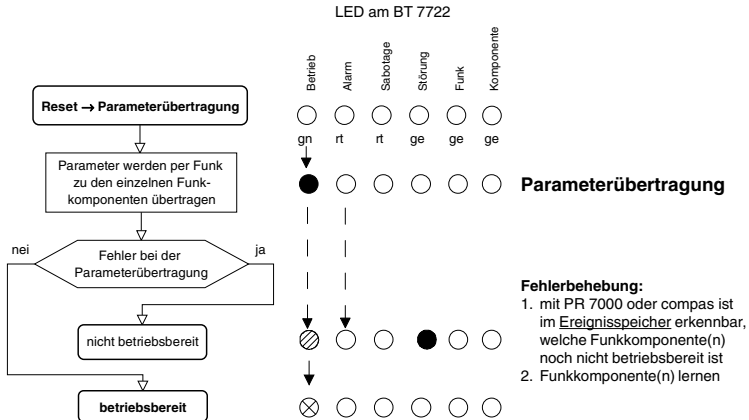 LED am BT 7722
Betrieb
Alarm
Sabotage
Störung
Funk
Komponente
Reset → Parameterübertragung
gn rt rt ge ge ge
Parameter werden per Funk
zu den einzelnen Funk-
komponenten übertragen
Parameterübertragung
nei
ja
Fehler bei der
Parameterübertragung
nicht betriebsbereit
Fehlerbehebung:
1. mit PR 7000 oder compas ist
im Ereignisspeicher erkennbar,
welche Funkkomponente(n)
noch nicht betriebsbereit ist
2. Funkkomponente(n) lernen
betriebsbereit